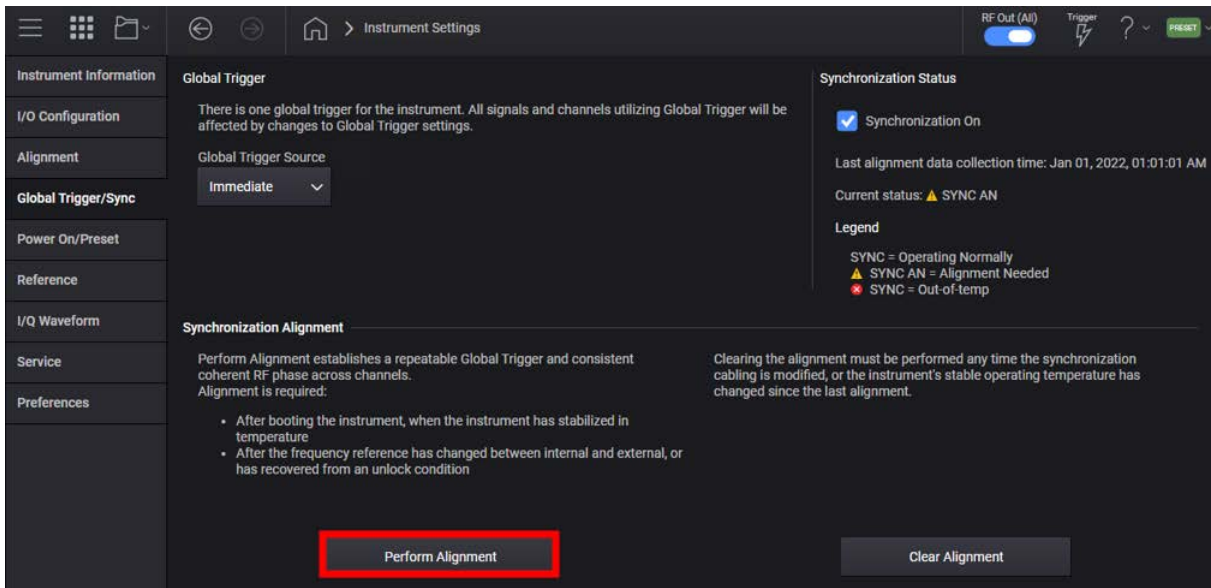 RF Out (All)
Trigger
?
PRESET
> Instrument Settings
Instrument Information
I/O Configuration
Alignment
Global Trigger/Sync
Power On/Preset
Reference
I/Q Waveform
Service
Preferences
Global Trigger
There is one global trigger for the instrument. All signals and channels utilizing Global Trigger will be
affected by changes to Global Trigger settings.
Global Trigger Source
Immediate
Synchronization Status
Synchronization On
Last alignment data collection time: Jan 01, 2022, 01:01:01 AM
Current status: SYNC AN
Legend
SYNC = Operating Normally
SYNC AN = Alignment Needed
SYNC = Out-of-temp
Synchronization Alignment
Perform Alignment establishes a repeatable Global Trigger and consistent
coherent RF phase across channels.
Alignment is required:
• After booting the instrument, when the instrument has stabilized in
temperature
• After the frequency reference has changed between internal and external, or
has recovered from an unlock condition
Clearing the alignment must be performed any time the synchronization
cabling is modified, or the instrument's stable operating temperature has
changed since the last alignment.
Perform Alignment
Clear Alignment